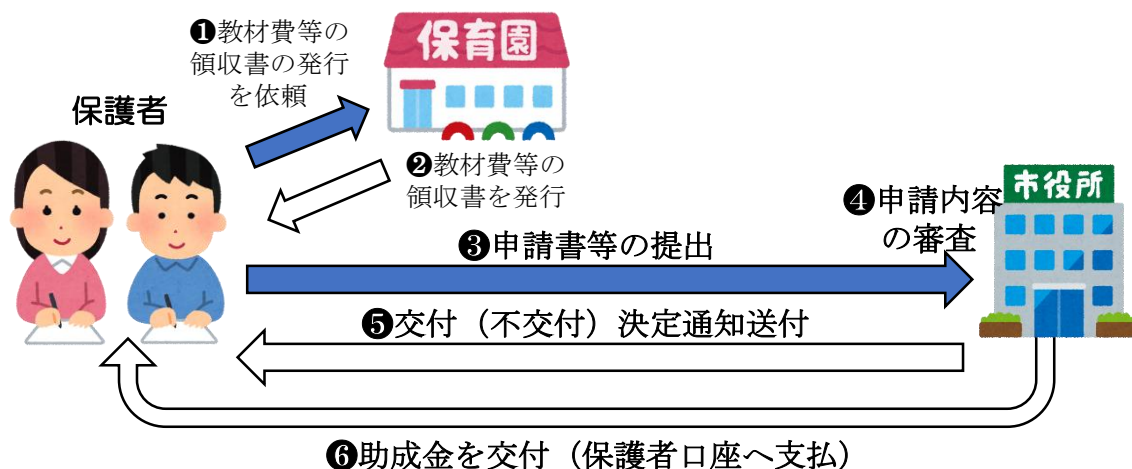 ❶教材費等の
領収書の発行
を依頼
保育園
保護者
❷教材費等の
領収書を発行
市役所
❹申請内容
の審査
❸申請書等の提出
❺交付（不交付）決定通知送付
❻助成金を交付（保護者口座へ支払）